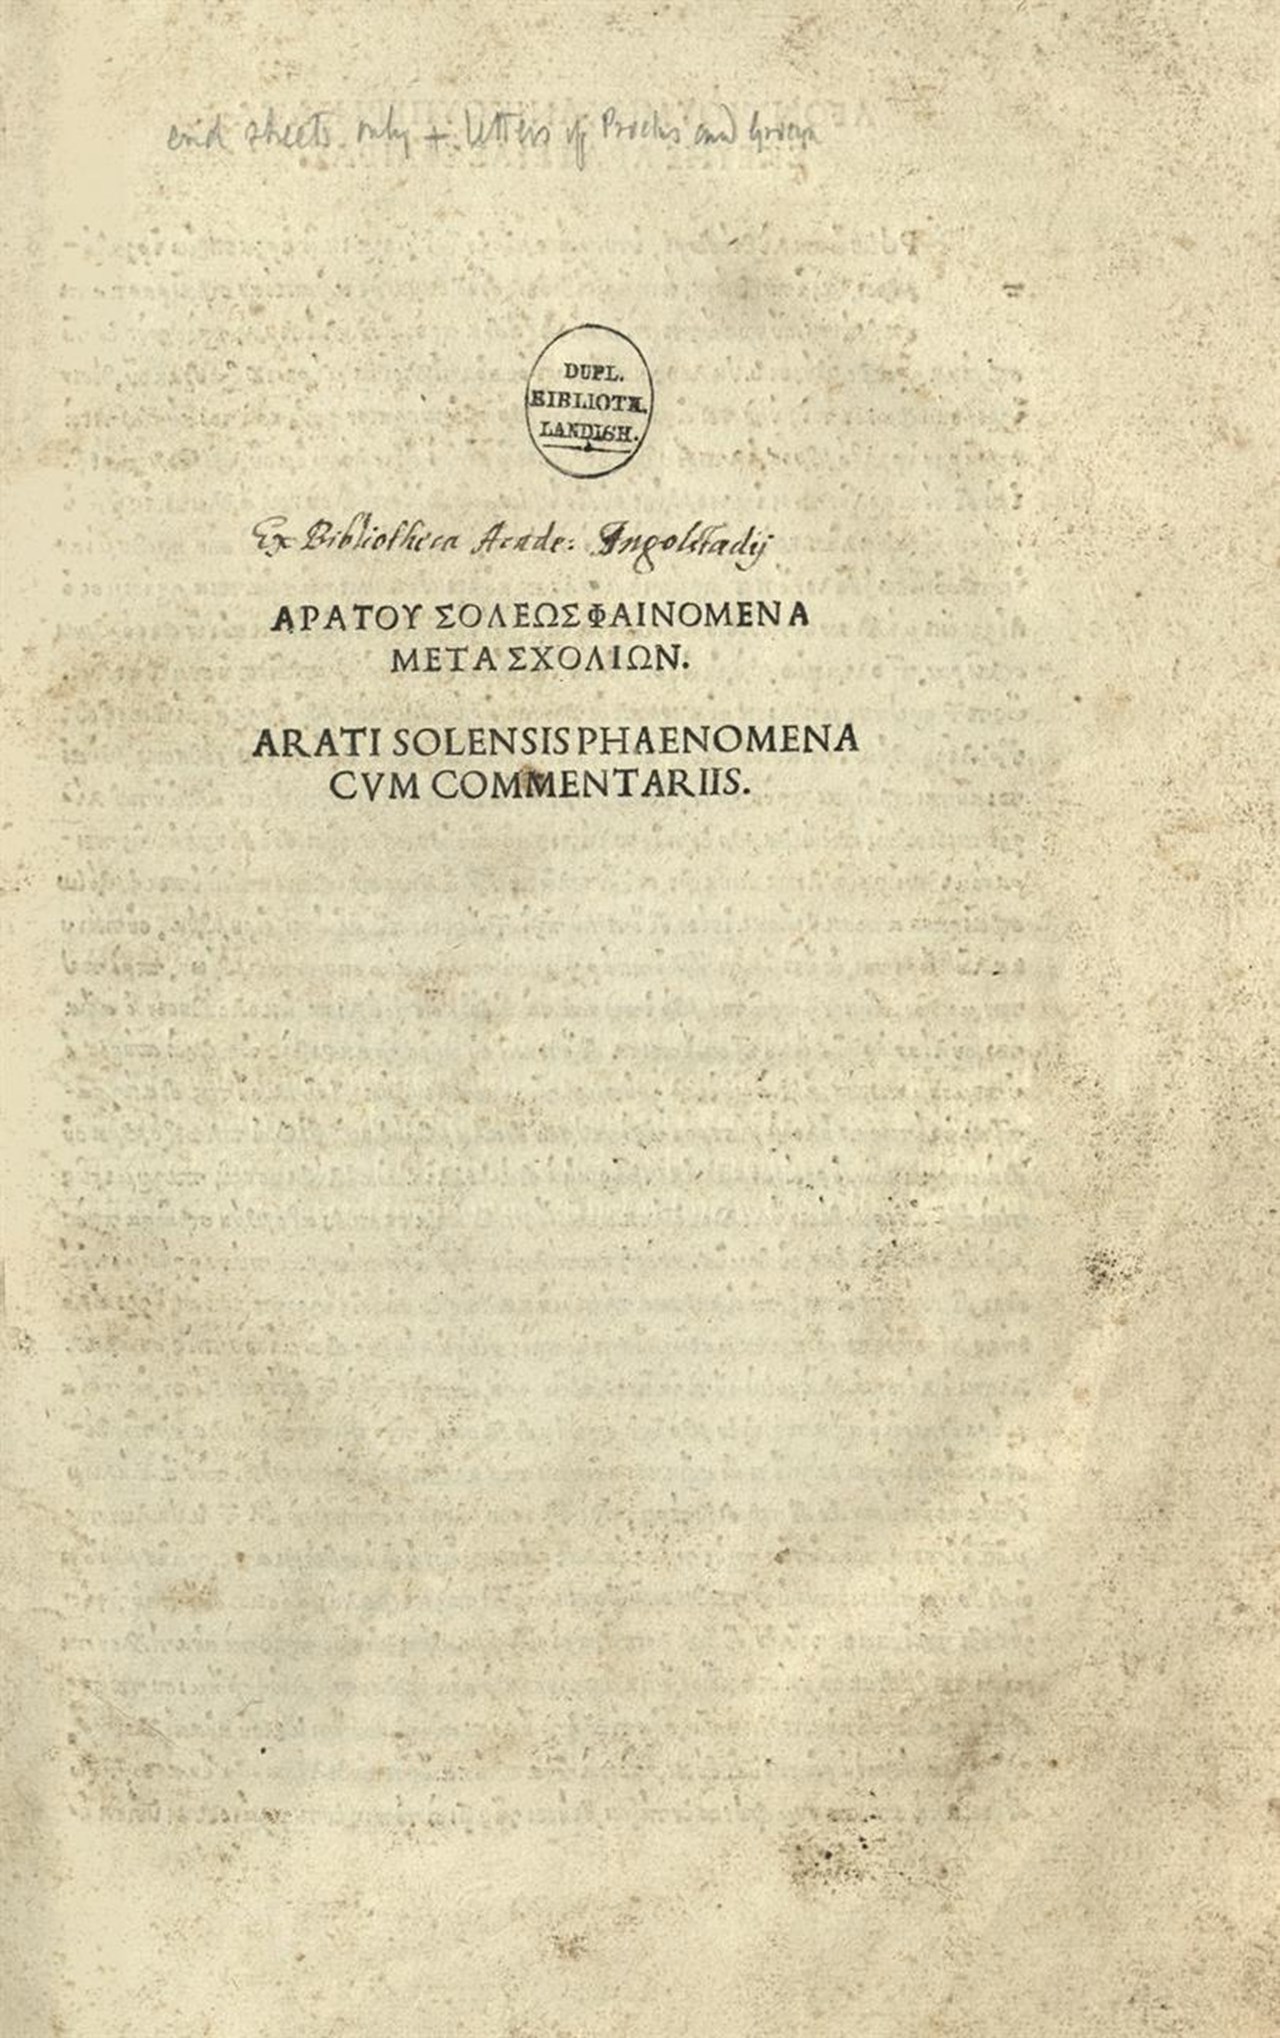 end sheets only + letters of Proclus and Grocyn
DUPL.
BIBLIOTH.
LANDISH.
Ex Bibliotheca Acade: Ingolstadij
ΑΡΑΤΟΥ ΣΟΛΕΩΣ ΦΑΙΝΟΜΕΝΑ
ΜΕΤΑ ΣΧΟΛΙΩΝ.
ARATI SOLENSIS PHAENOMENA
CVM COMMENTARIIS.